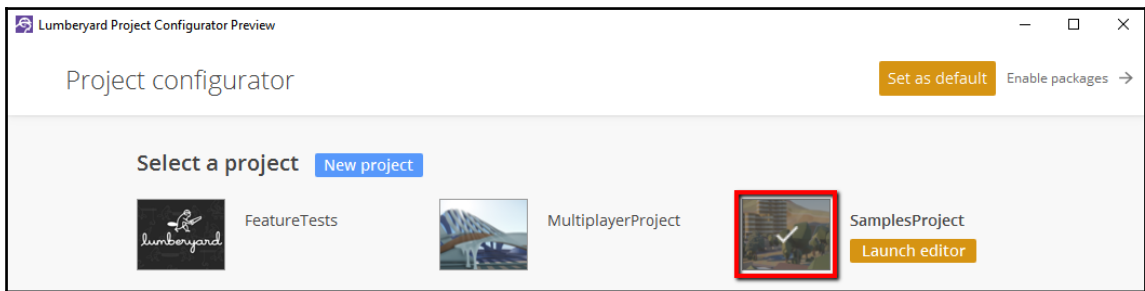 Lumberyard Project Configurator Preview
Project configurator
Set as default
Enable packages
Select a project
New project
lumberyard
FeatureTests
MultiplayerProject
SamplesProject
Launch editor